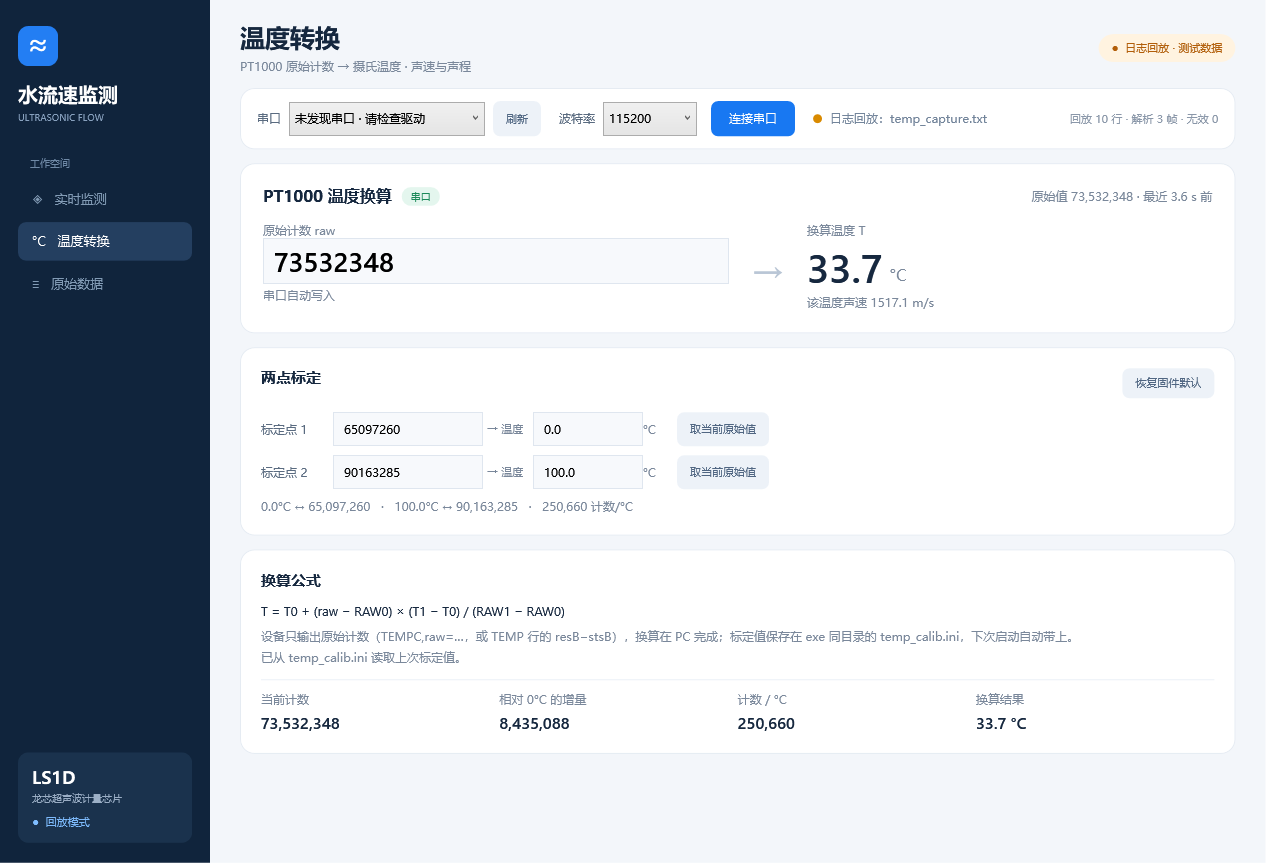 水流速监测
ULTRASONIC FLOW
工作空间
实时监测
°C 温度转换
原始数据
LS1D
龙芯超声波计量芯片
回放模式
温度转换
PT1000 原始计数 → 摄氏温度 · 声速与声程
● 日志回放 · 测试数据
串口 未发现串口 · 请检查驱动 刷新 波特率 115200 连接串口 ● 日志回放: temp_capture.txt 回放 10 行 · 解析 3 帧 · 无效 0
PT1000 温度换算 串口 原始值 73,532,348 · 最近 3.6 s 前
原始计数 raw 换算温度 T
73532348 → 33.7 °C
串口自动写入 该温度声速 1517.1 m/s
两点标定 恢复固件默认
标定点 1 65097260 → 温度 0.0 °C 取当前原始值
标定点 2 90163285 → 温度 100.0 °C 取当前原始值
0.0°C ↔ 65,097,260 · 100.0°C ↔ 90,163,285 · 250,660 计数/°C
换算公式
T = T0 + (raw − RAW0) × (T1 − T0) / (RAW1 − RAW0)
设备只输出原始计数（TEMPC,raw=…，或 TEMP 行的 resB−stsB），换算在 PC 完成；标定值保存在 exe 同目录的 temp_calib.ini，下次启动自动带上。
已从 temp_calib.ini 读取上次标定值。
当前计数 相对 0°C 的增量 计数 / °C 换算结果
73,532,348 8,435,088 250,660 33.7 °C